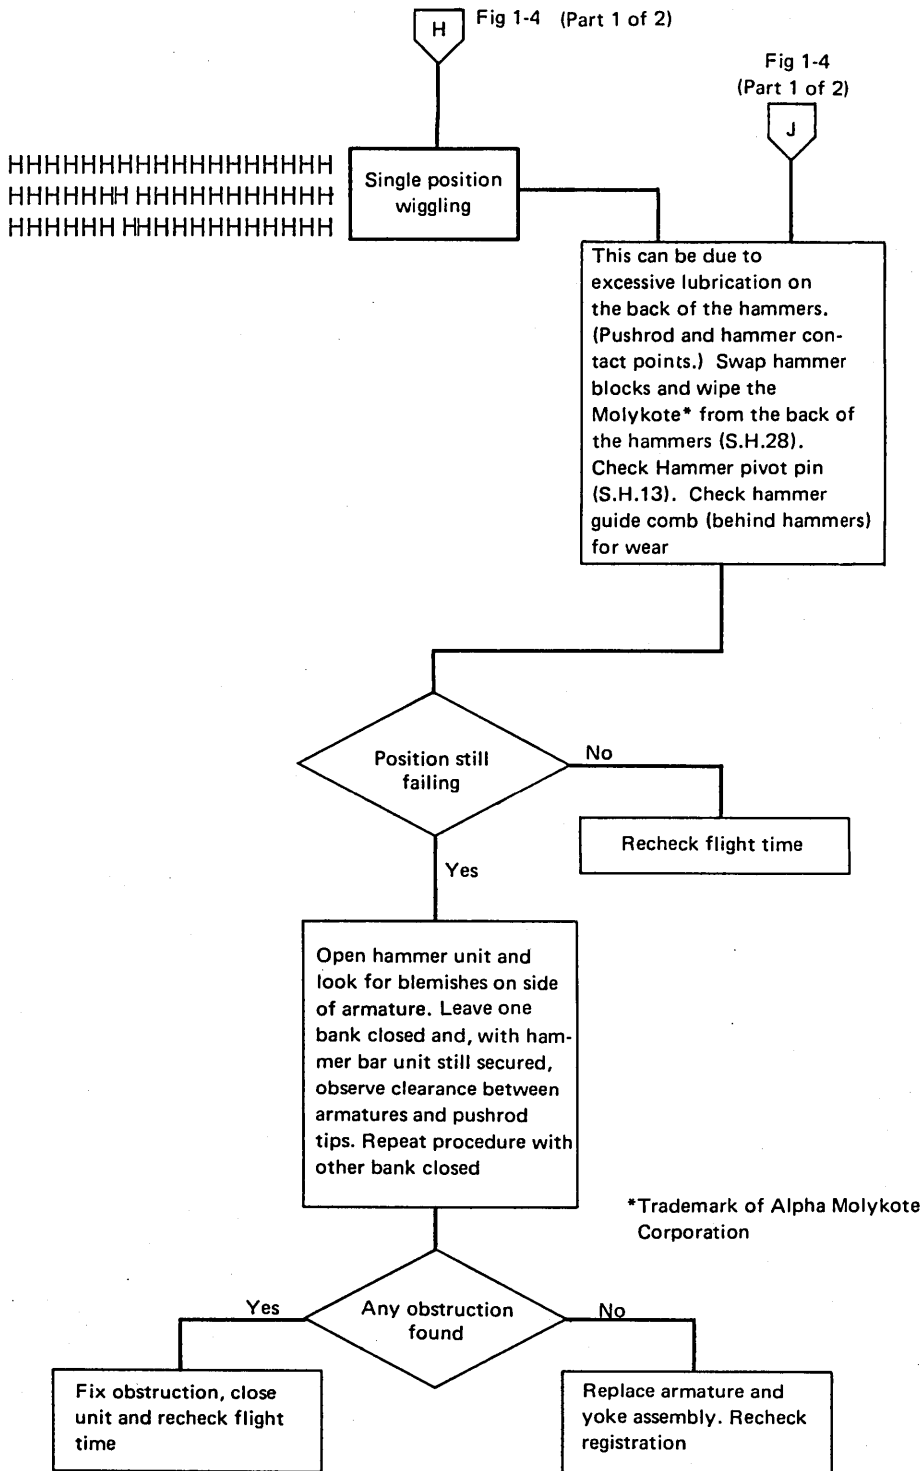 H
Fig 1-4 (Part 1 of 2)
Fig 1-4
(Part 1 of 2)
J
HHHHHHHHHHHHHHHHHH
HHHHHHH HHHHHHHHHHH
HHHHHH HHHHHHHHHHHH
Single position
wiggling
This can be due to
excessive lubrication on
the back of the hammers.
(Pushrod and hammer con-
tact points.) Swap hammer
blocks and wipe the
Molykote* from the back of
the hammers (S.H.28).
Check Hammer pivot pin
(S.H.13). Check hammer
guide comb (behind hammers)
for wear
Position still
failing
No
Recheck flight time
Yes
Open hammer unit and
look for blemishes on side
of armature. Leave one
bank closed and, with ham-
mer bar unit still secured,
observe clearance between
armatures and pushrod
tips. Repeat procedure with
other bank closed
*Trademark of Alpha Molykote
Corporation
Any obstruction
found
Yes
No
Fix obstruction, close
unit and recheck flight
time
Replace armature and
yoke assembly. Recheck
registration